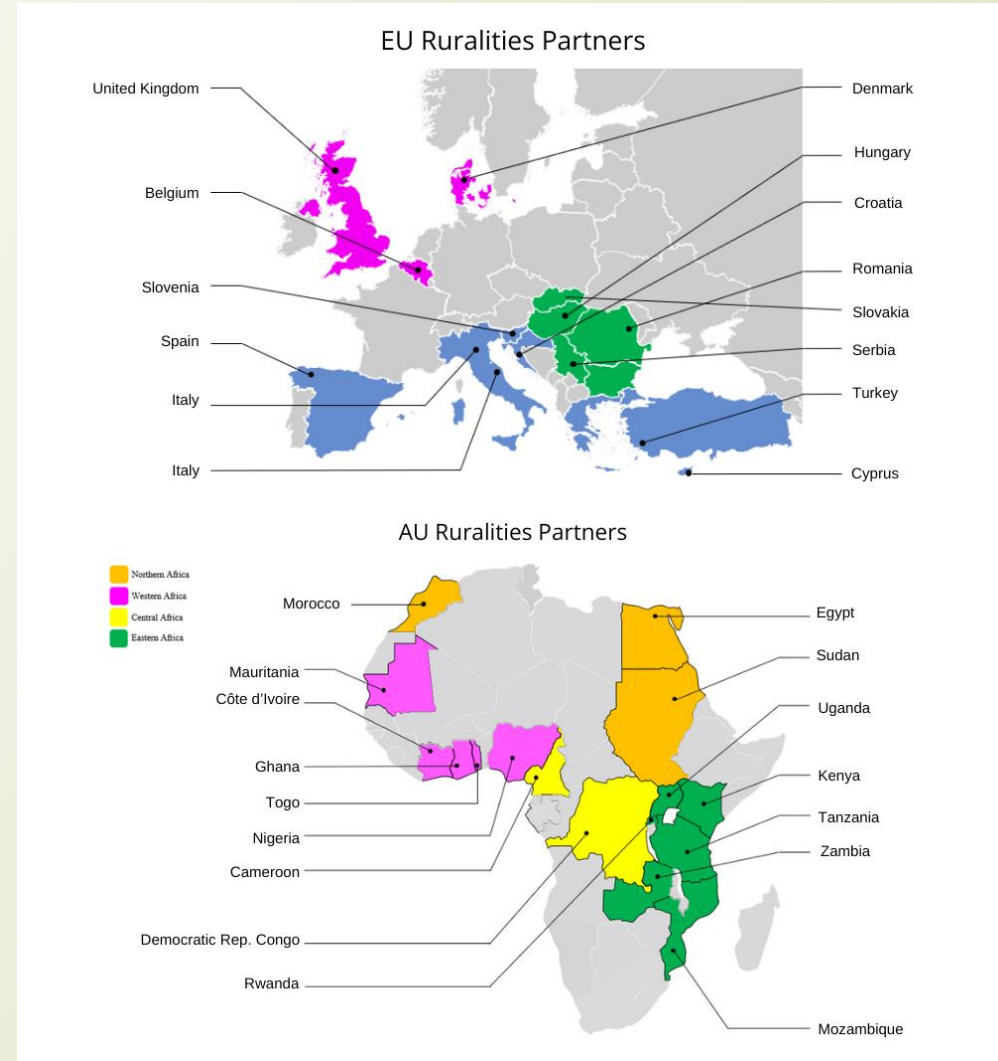 EU Ruralities Partners
United Kingdom
Denmark
Hungary
Belgium
Croatia
Romania
Slovenia
Slovakia
Spain
Serbia
Turkey
Italy
Italy
Cyprus
AU Ruralities Partners
Northern Africa
Western Africa
Central Africa
Eastern Africa
Morocco
Egypt
Sudan
Mauritania
Côte d'Ivoire
Uganda
Ghana
Kenya
Togo
Tanzania
Nigeria
Zambia
Cameroon
Democratic Rep. Congo
Rwanda
Mozambique